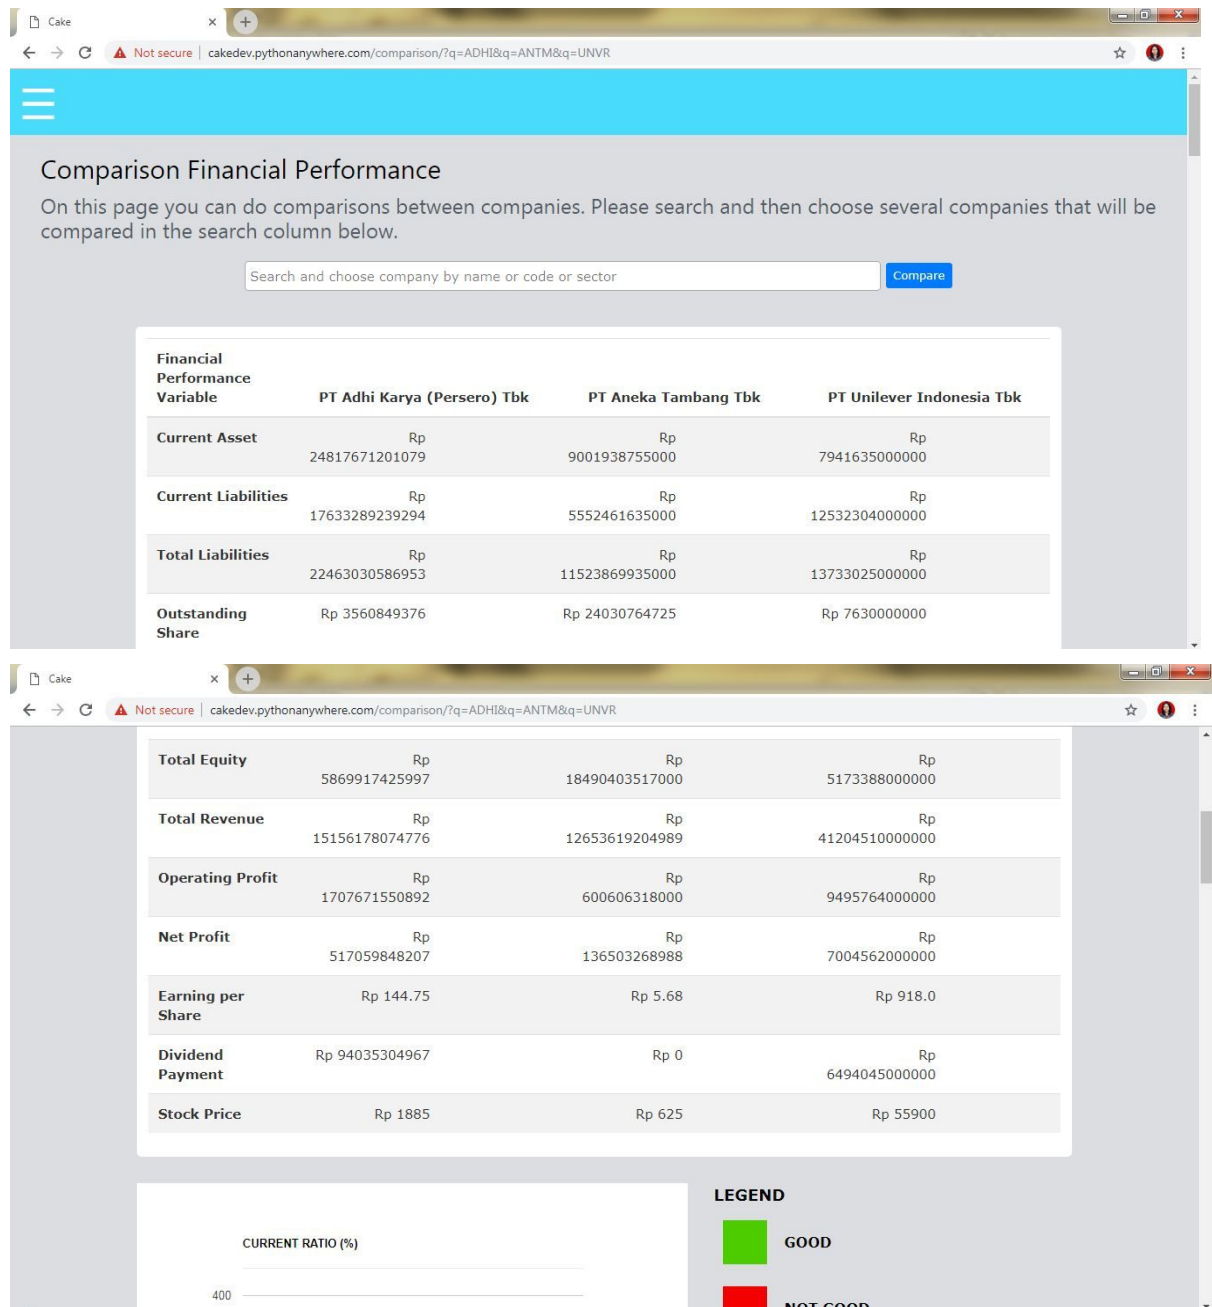 Cake
Not secure | cakedev.pythonanywhere.com/comparison/?q=ADHI&q=ANTM&q=UNVR
Comparison Financial Performance
On this page you can do comparisons between companies. Please search and then choose several companies that will be
compared in the search column below.
Search and choose company by name or code or sector
Compare
Financial
Performance
Variable PT Adhi Karya (Persero) Tbk PT Aneka Tambang Tbk PT Unilever Indonesia Tbk
Current Asset Rp Rp Rp
24817671201079 9001938755000 7941635000000
Current Liabilities Rp Rp Rp
17633289239294 5552461635000 12532304000000
Total Liabilities Rp Rp Rp
22463030586953 11523869935000 13733025000000
Outstanding Rp 3560849376 Rp 24030764725 Rp 7630000000
Share
Cake
Not secure | cakedev.pythonanywhere.com/comparison/?q=ADHI&q=ANTM&q=UNVR
Total Equity Rp Rp Rp
5869917425997 18490403517000 5173388000000
Total Revenue Rp Rp Rp
15156178074776 12653619204989 41204510000000
Operating Profit Rp Rp Rp
1707671550892 600606318000 9495764000000
Net Profit Rp Rp Rp
517059848207 136503268988 7004562000000
Earning per Rp 144.75 Rp 5.68 Rp 918.0
Share
Dividend Rp 94035304967 Rp 0 Rp
Payment 6494045000000
Stock Price Rp 1885 Rp 625 Rp 55900
LEGEND
GOOD
CURRENT RATIO (%)
400
NOT GOOD